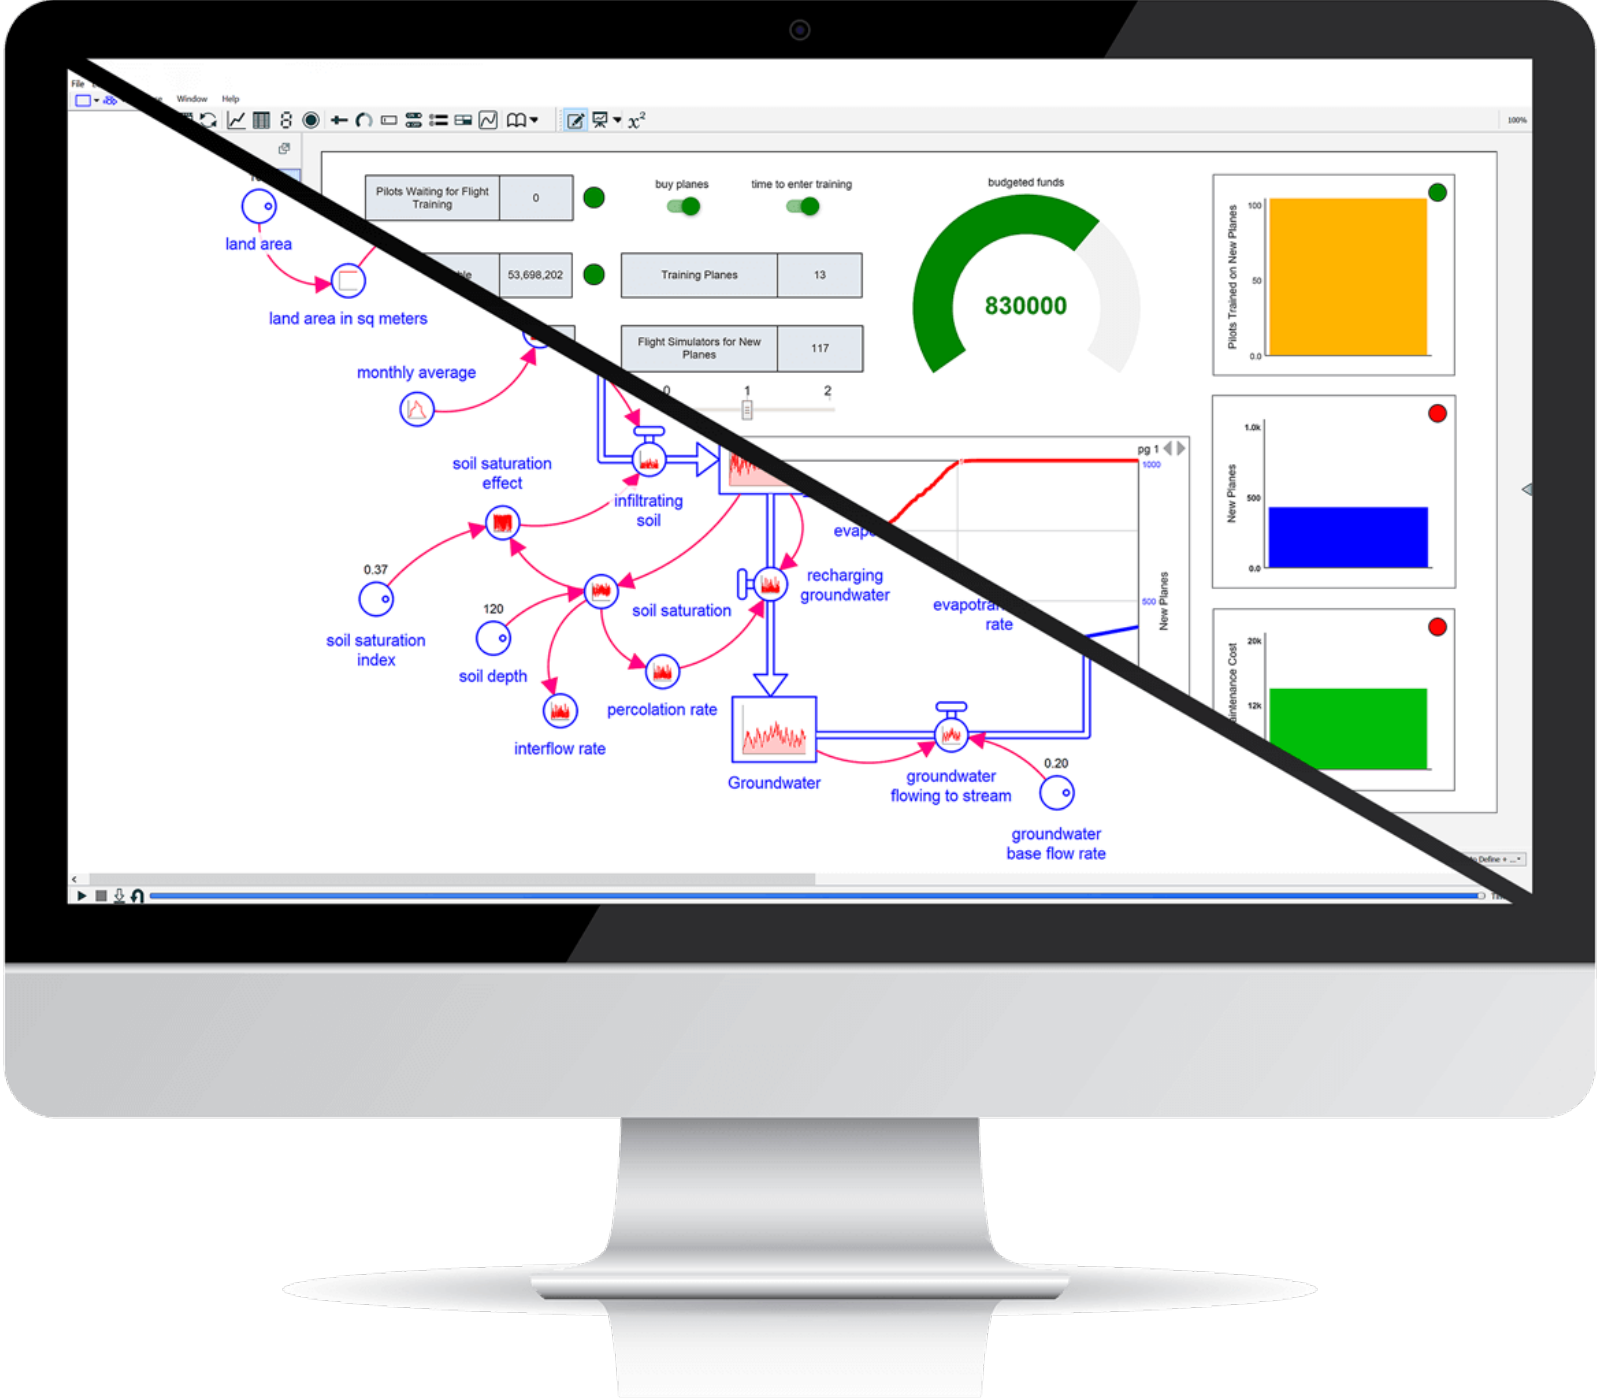 File
Window
Help
100%
Pilots Waiting for Flight
Training
0
buy planes
time to enter training
budgeted funds
830000
53,698,202
Training Planes
13
Flight Simulators for New
Planes
117
0
1
2
100
50
0.0
Pilots Trained on New Planes
1.0k
500
0.0
New Planes
20k
12k
pg 1
1000
500
New Planes
land area
land area in sq meters
monthly average
soil saturation
effect
infiltrating
soil
0.37
soil saturation
index
120
soil depth
soil saturation
recharging
groundwater
rate
percolation rate
interflow rate
Groundwater
groundwater
flowing to stream
0.20
groundwater
base flow rate